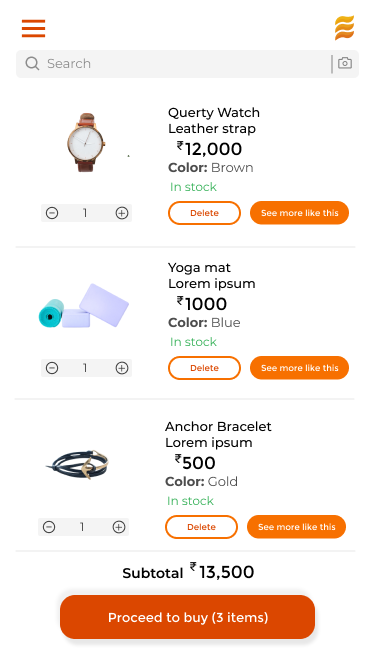 Search
Querty Watch
Leather strap
₹12,000
Color: Brown
In stock
1
Delete
See more like this
Yoga mat
Lorem ipsum
₹1000
Color: Blue
In stock
1
Delete
See more like this
Anchor Bracelet
Lorem ipsum
₹500
Color: Gold
In stock
1
Delete
See more like this
Subtotal ₹13,500
Proceed to buy (3 items)